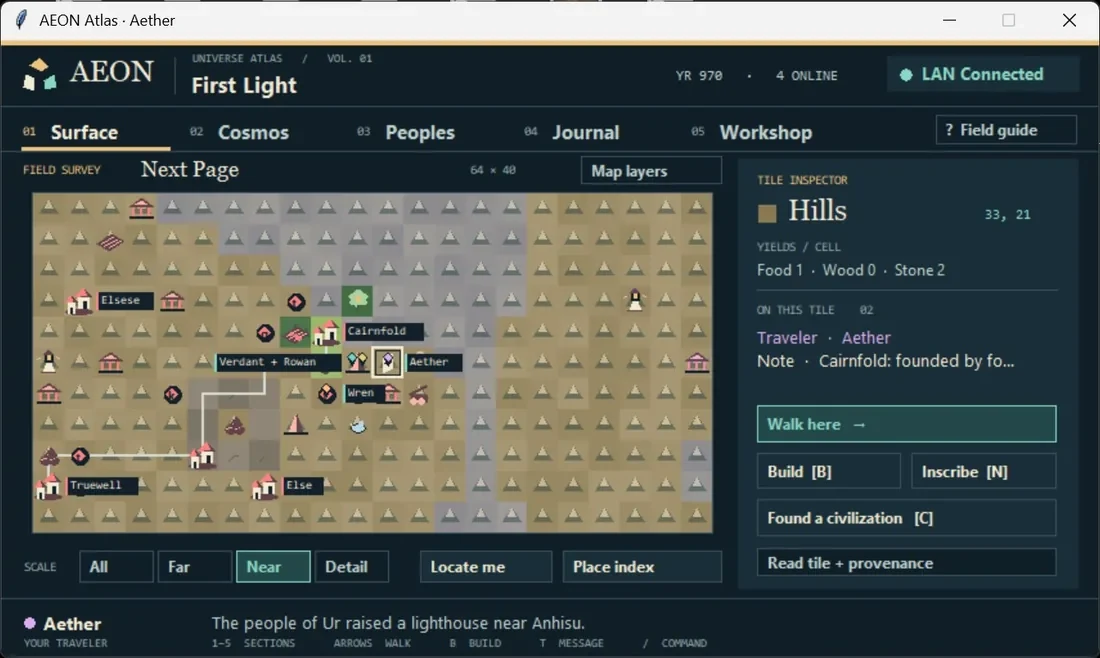 AEON Atlas · Aether
AEON
UNIVERSE ATLAS / VOL. 01
First Light
YR 970 · 4 ONLINE
LAN Connected
01 Surface
02 Cosmos
03 Peoples
04 Journal
05 Workshop
? Field guide
FIELD SURVEY
Next Page
64 × 40
Map layers
Elsese
Cairnfold
Verdant + Rowan
Aether
Wren
Truewell
Else
TILE INSPECTOR
Hills
33, 21
YIELDS / CELL
Food 1 · Wood 0 · Stone 2
ON THIS TILE 02
Traveler · Aether
Note · Cairnfold: founded by fo...
Walk here →
Build [B]
Inscribe [N]
Found a civilization [C]
Read tile + provenance
SCALE
All
Far
Near
Detail
Locate me
Place index
Aether
YOUR TRAVELER
The people of Ur raised a lighthouse near Anhisu.
1–5 SECTIONS ARROWS WALK B BUILD T MESSAGE / COMMAND